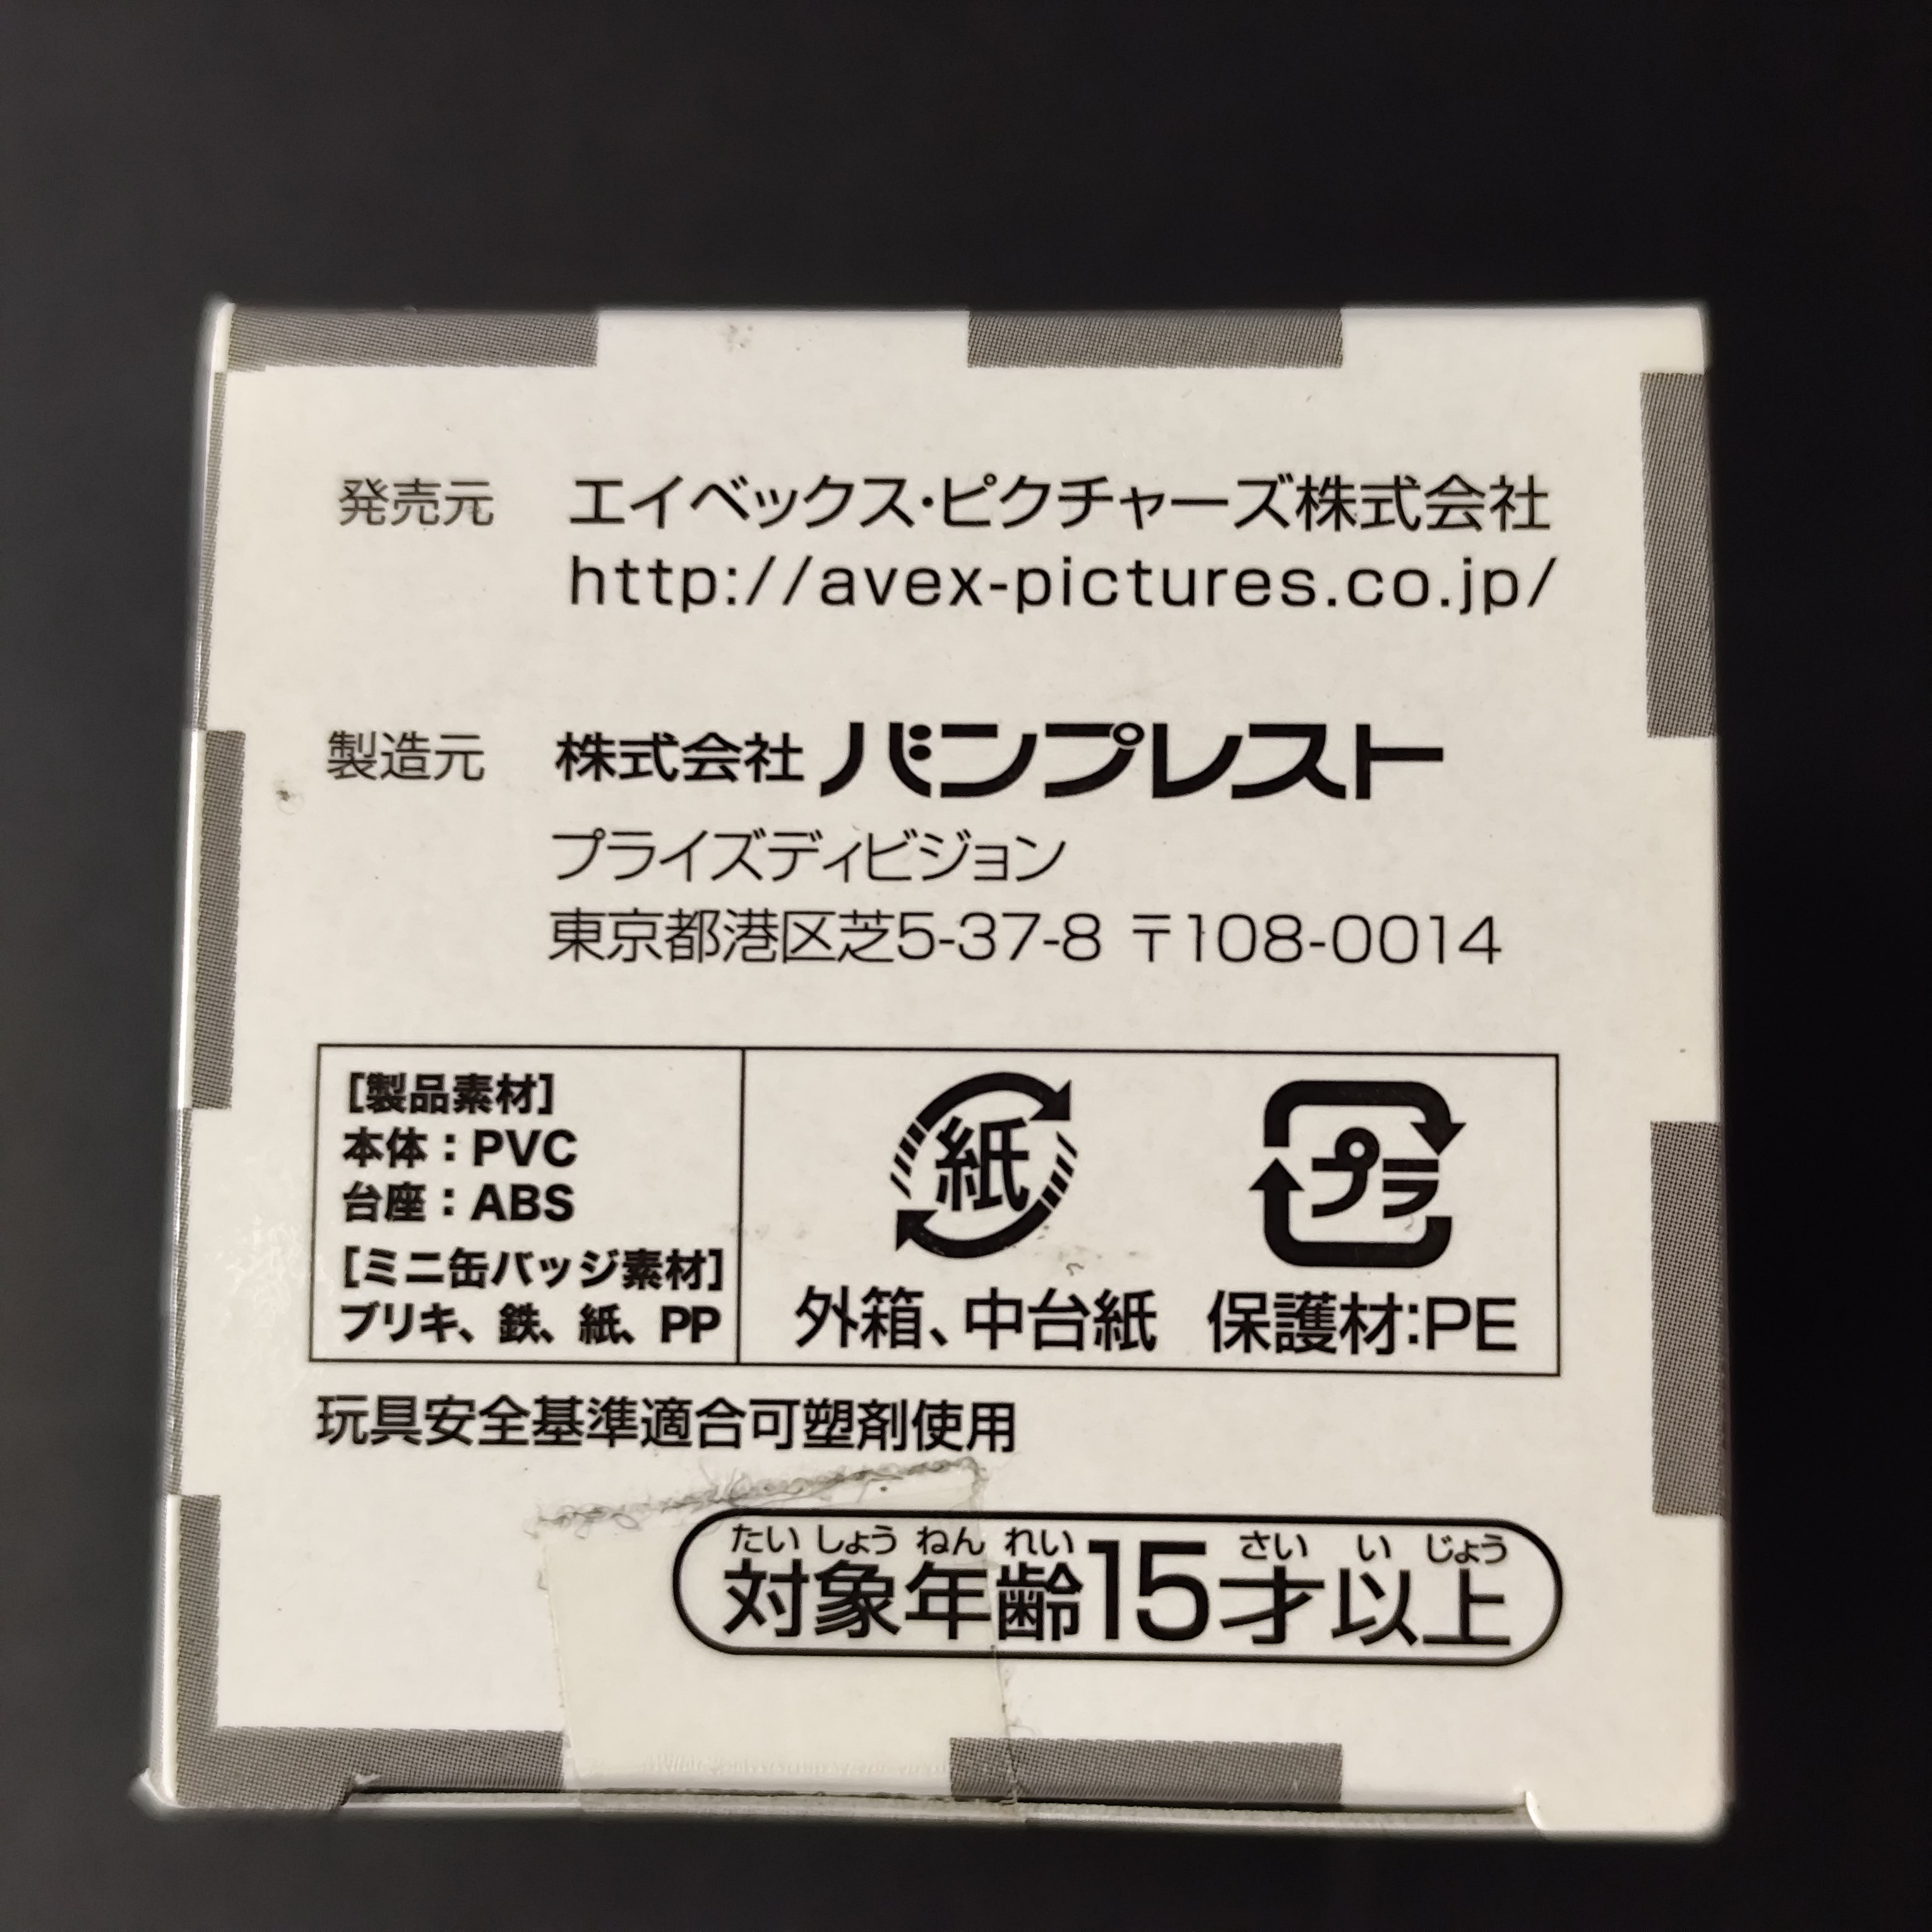 発売元 エイベックス・ピクチャーズ株式会社
http://avex-pictures.co.jp/
製造元 株式会社 バンプレスト
プライズディビジョン
東京都港区芝5-37-8 〒108-0014
[製品素材]
本体：PVC
台座：ABS
[ミニ缶バッジ素材]
ブリキ、鉄、紙、PP
紙
外箱、中台紙
プラ
保護材:PE
玩具安全基準適合可塑剤使用
たい しょう ねん れい さい い じょう
対象年齢15才以上